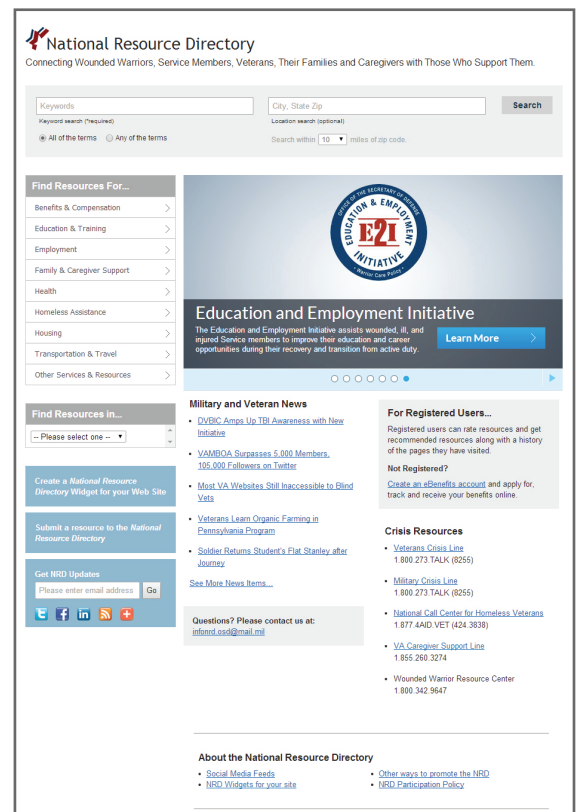 National Resource Directory
Connecting Wounded Warriors, Service Members, Veterans, Their Families and Caregivers with Those Who Support Them.
Keywords
City, State Zip
Search
Keyword search (*required)
Location search (optional)
All of the terms
Any of the terms
Search within 10 miles of zip code.
Find Resources For...
Benefits & Compensation
Education & Training
Employment
Family & Caregiver Support
Health
Homeless Assistance
Housing
Transportation & Travel
Other Services & Resources
OFFICE OF THE SECRETARY OF DEFENSE
EDUCATION & EMPLOYMENT
E2I
INITIATIVE
Warrior Care Policy
Education and Employment Initiative
The Education and Employment Initiative assists wounded, ill, and
injured Service members to improve their education and career
opportunities during their recovery and transition from active duty.
Learn More
Find Resources in...
-- Please select one --
Create a National Resource
Directory Widget for your Web Site
Submit a resource to the National
Resource Directory
Get NRD Updates
Please enter email address
Go
Military and Veteran News
DVBIC Amps Up TBI Awareness with New
Initiative
VAMBOA Surpasses 5,000 Members,
105,000 Followers on Twitter
Most VA Websites Still Inaccessible to Blind
Vets
Veterans Learn Organic Farming in
Pennsylvania Program
Soldier Returns Student's Flat Stanley after
Journey
See More News Items...
Questions? Please contact us at:
infonrd.osd@mail.mil
For Registered Users...
Registered users can rate resources and get
recommended resources along with a history
of the pages they have visited.
Not Registered?
Create an eBenefits account and apply for,
track and receive your benefits online.
Crisis Resources
Veterans Crisis Line
1.800.273.TALK (8255)
Military Crisis Line
1.800.273.TALK (8255)
National Call Center for Homeless Veterans
1.877.4AID.VET (424.3838)
VA Caregiver Support Line
1.855.260.3274
Wounded Warrior Resource Center
1.800.342.9647
About the National Resource Directory
Social Media Feeds
NRD Widgets for your site
Other ways to promote the NRD
NRD Participation Policy